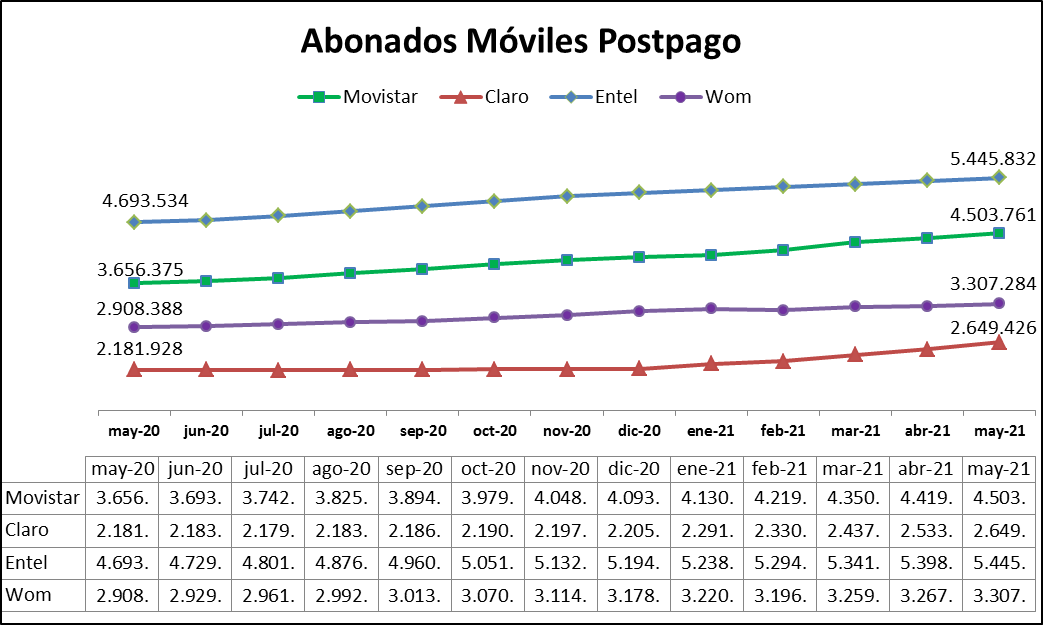 Abonados Móviles Postpago
Movistar Claro Entel Wom
5.445.832
4.693.534
4.503.761
3.656.375
3.307.284
2.908.388
2.649.426
2.181.928
may-20 jun-20 jul-20 ago-20 sep-20 oct-20 nov-20 dic-20 ene-21 feb-21 mar-21 abr-21 may-21
may-20 jun-20 jul-20 ago-20 sep-20 oct-20 nov-20 dic-20 ene-21 feb-21 mar-21 abr-21 may-21
Movistar 3.656. 3.693. 3.742. 3.825. 3.894. 3.979. 4.048. 4.093. 4.130. 4.219. 4.350. 4.419. 4.503.
Claro 2.181. 2.183. 2.179. 2.183. 2.186. 2.190. 2.197. 2.205. 2.291. 2.330. 2.437. 2.533. 2.649.
Entel 4.693. 4.729. 4.801. 4.876. 4.960. 5.051. 5.132. 5.194. 5.238. 5.294. 5.341. 5.398. 5.445.
Wom 2.908. 2.929. 2.961. 2.992. 3.013. 3.070. 3.114. 3.178. 3.220. 3.196. 3.259. 3.267. 3.307.